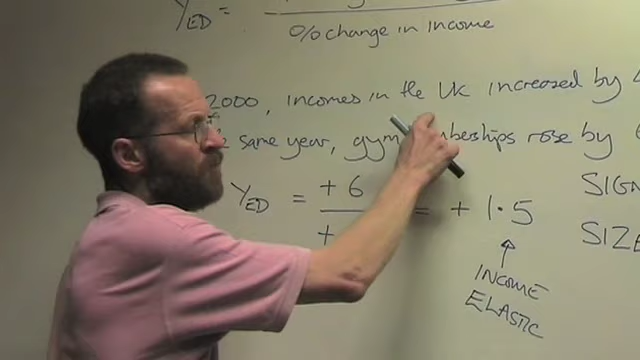 YED =
% change in income
2000, incomes in the UK increased by
same year, gym rose by
YED = + 6 = + 1.5
+
SIGN
SIZE
↑
INCOME
ELASTIC